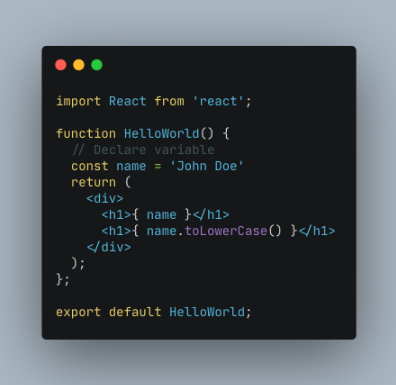 import React from 'react';

function HelloWorld() {
  // Declare variable
  const name = 'John Doe'
  return (
    <div>
      <h1>{ name }</h1>
      <h1>{ name.toLowerCase() }</h1>
    </div>
  );
};

export default HelloWorld;